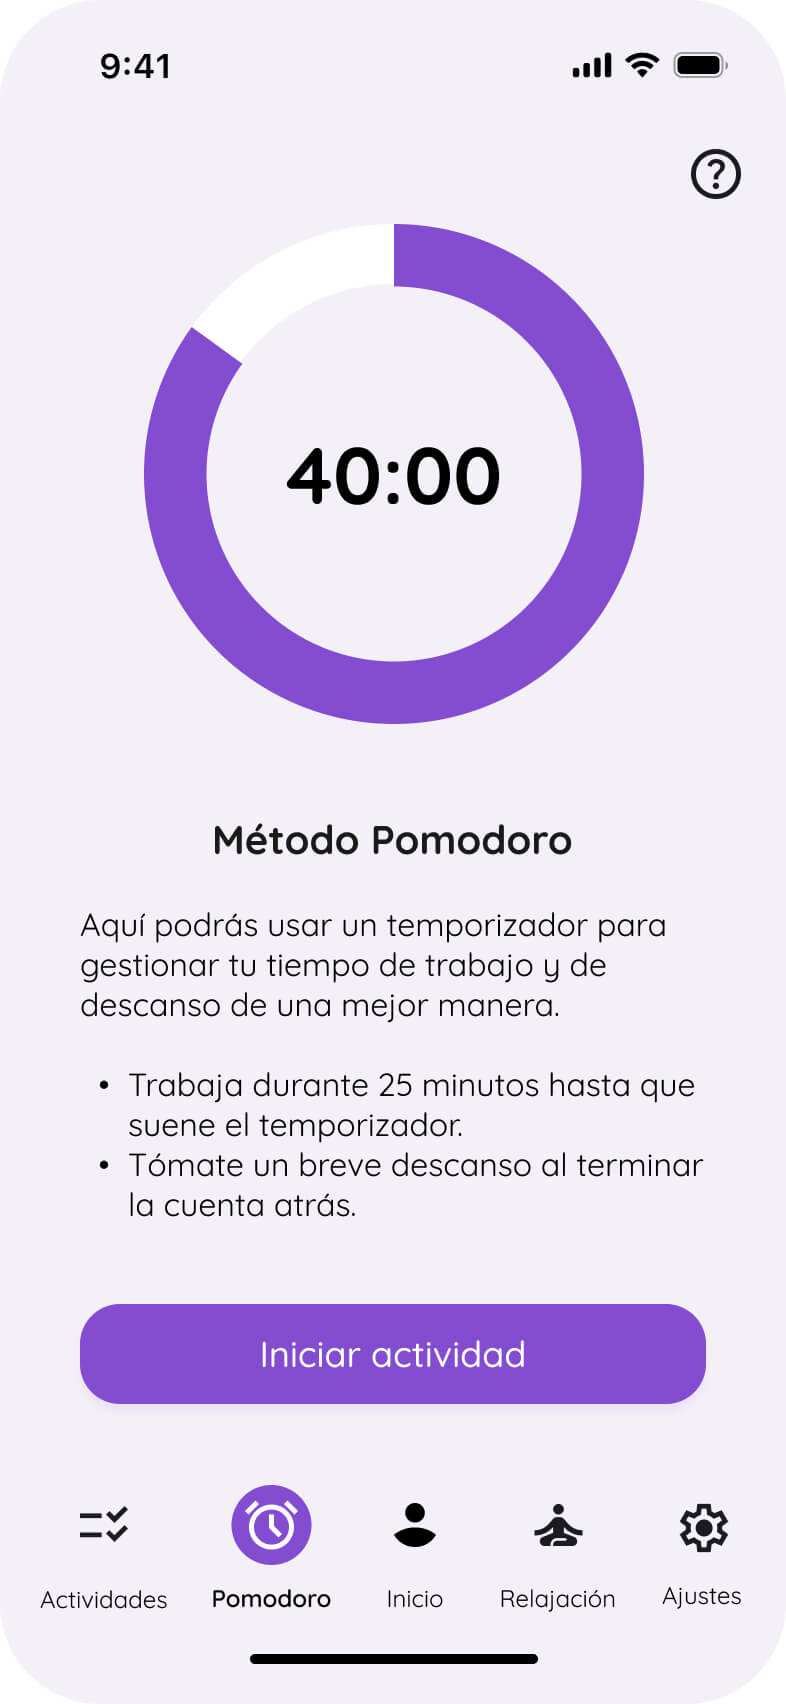 9:41
40:00
Método Pomodoro
Aquí podrás usar un temporizador para
gestionar tu tiempo de trabajo y de
descanso de una mejor manera.
• Trabaja durante 25 minutos hasta que
suene el temporizador.
• Tómate un breve descanso al terminar
la cuenta atrás.
Iniciar actividad
Actividades Pomodoro Inicio Relajación Ajustes